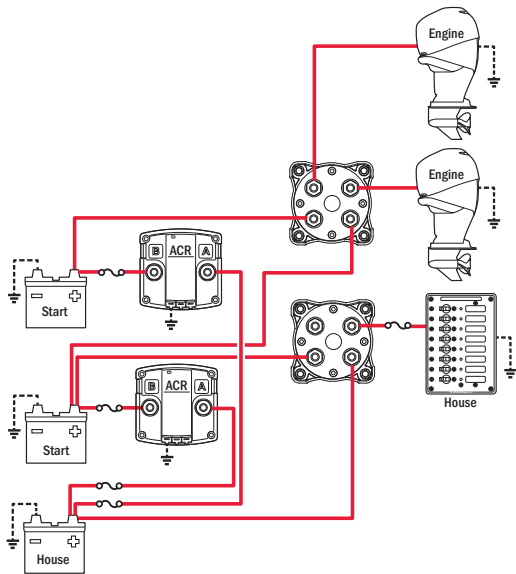 Engine
Engine
B ACR A
Start
B ACR A
House
Start
House